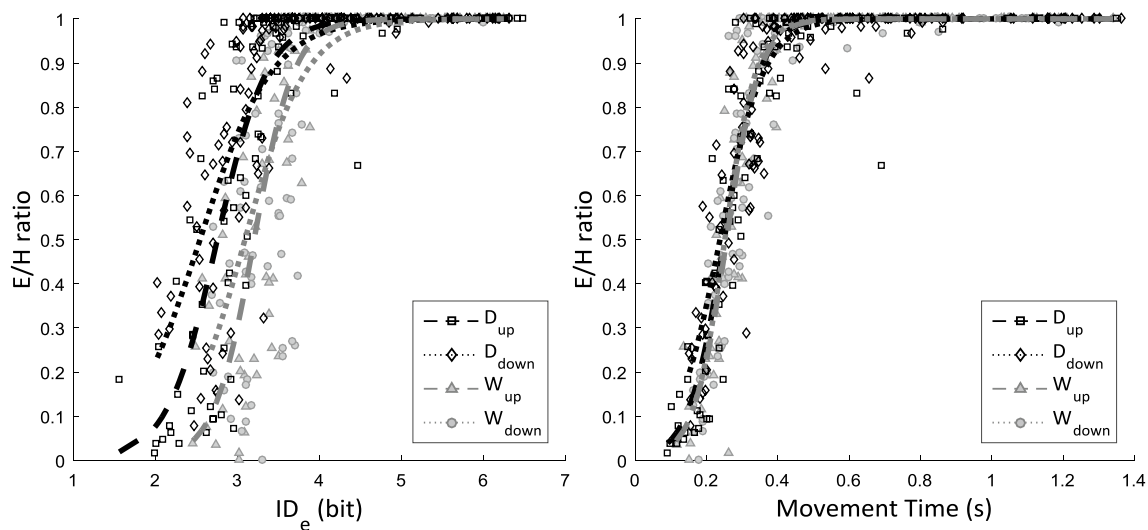 E/H ratio
1
0.9
0.8
0.7
0.6
0.5
0.4
0.3
0.2
0.1
0
1 2 3 4 5 6 7
ID_e (bit)
D_up
D_down
W_up
W_down
E/H ratio
1
0.9
0.8
0.7
0.6
0.5
0.4
0.3
0.2
0.1
0
0 0.2 0.4 0.6 0.8 1 1.2 1.4
Movement Time (s)
D_up
D_down
W_up
W_down